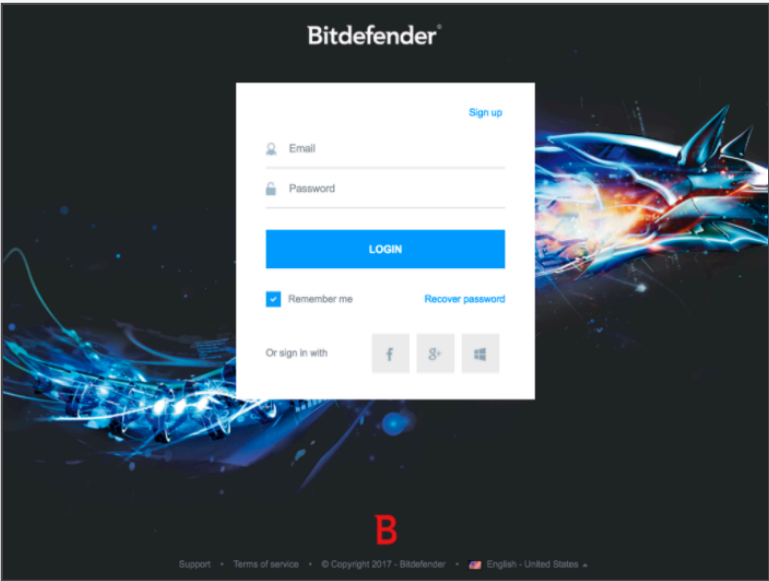 Bitdefender®
Sign up
Email
Password
LOGIN
Remember me Recover password
Or sign in with f g+
B
Support • Terms of service • © Copyright 2017 - Bitdefender • English - United States